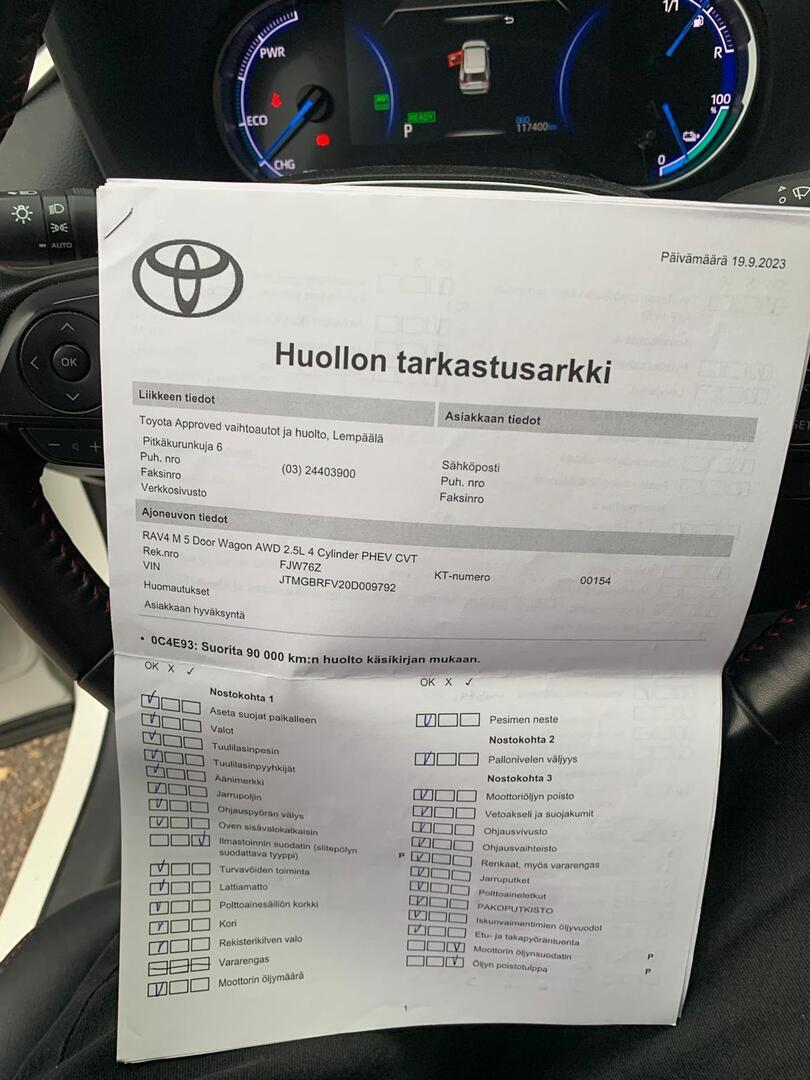 1/1
PWR
R
ECO
READY
P
000
117400km
100
%
CHG
0
AUTO
OK
Päivämäärä 19.9.2023
Huollon tarkastusarkki
Liikkeen tiedot
Asiakkaan tiedot
Toyota Approved vaihtoautot ja huolto, Lempäälä
Pitkäkurunkuja 6
Puh. nro (03) 24403900
Faksinro
Verkkosivusto
Sähköposti
Puh. nro
Faksinro
Ajoneuvon tiedot
RAV4 M 5 Door Wagon AWD 2.5L 4 Cylinder PHEV CVT
Rek.nro FJW76Z
VIN JTMGBRFV20D009792
KT-numero 00154
Huomautukset
Asiakkaan hyväksyntä
• 0C4E93: Suorita 90 000 km:n huolto käsikirjan mukaan.
OK X ✓
Nostokohta 1
Aseta suojat paikalleen
Valot
Tuulilasinpesin
Tuulilasinpyyhkijät
Äänimerkki
Jarrupoljin
Ohjauspyörän välys
Oven sisävalokatkaisin
Ilmastoinnin suodatin (siitepölyn
suodattava tyyppi) P
Turvavöiden toiminta
Lattiamatto
Polttoainesäiliön korkki
Kori
Rekisterikilven valo
Vararengas
Moottorin öljymäärä
OK X ✓
Pesimen neste
Nostokohta 2
Pallonivelen väljyys
Nostokohta 3
Moottoriöljyn poisto
Vetoakseli ja suojakumit
Ohjausvivusto
Ohjausvaihteisto
Renkaat, myös vararengas
Jarruputket
Polttoaineletkut
PAKOPUTKISTO
Iskunvaimentimien öljyvuodot
Etu- ja takapyöräntuenta
Moottorin öljynsuodatin P
Öljyn poistotulppa P
1